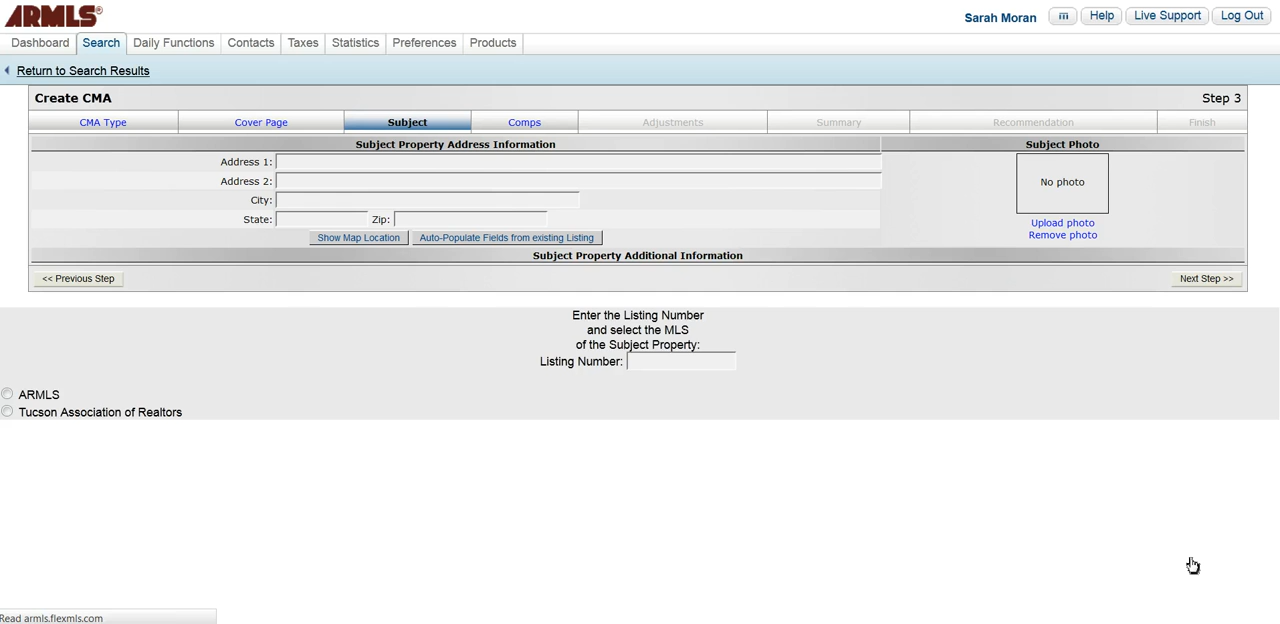 ARMLS®
Sarah Moran
m
Help
Live Support
Log Out
Dashboard
Search
Daily Functions
Contacts
Taxes
Statistics
Preferences
Products
Return to Search Results
Create CMA
Step 3
CMA Type
Cover Page
Subject
Comps
Adjustments
Summary
Recommendation
Finish
Subject Property Address Information
Subject Photo
Address 1:
Address 2:
City:
State:
Zip:
No photo
Upload photo
Remove photo
Show Map Location
Auto-Populate Fields from existing Listing
Subject Property Additional Information
<< Previous Step
Next Step >>
Enter the Listing Number
and select the MLS
of the Subject Property:
Listing Number:
ARMLS
Tucson Association of Realtors
Read armls.flexmls.com